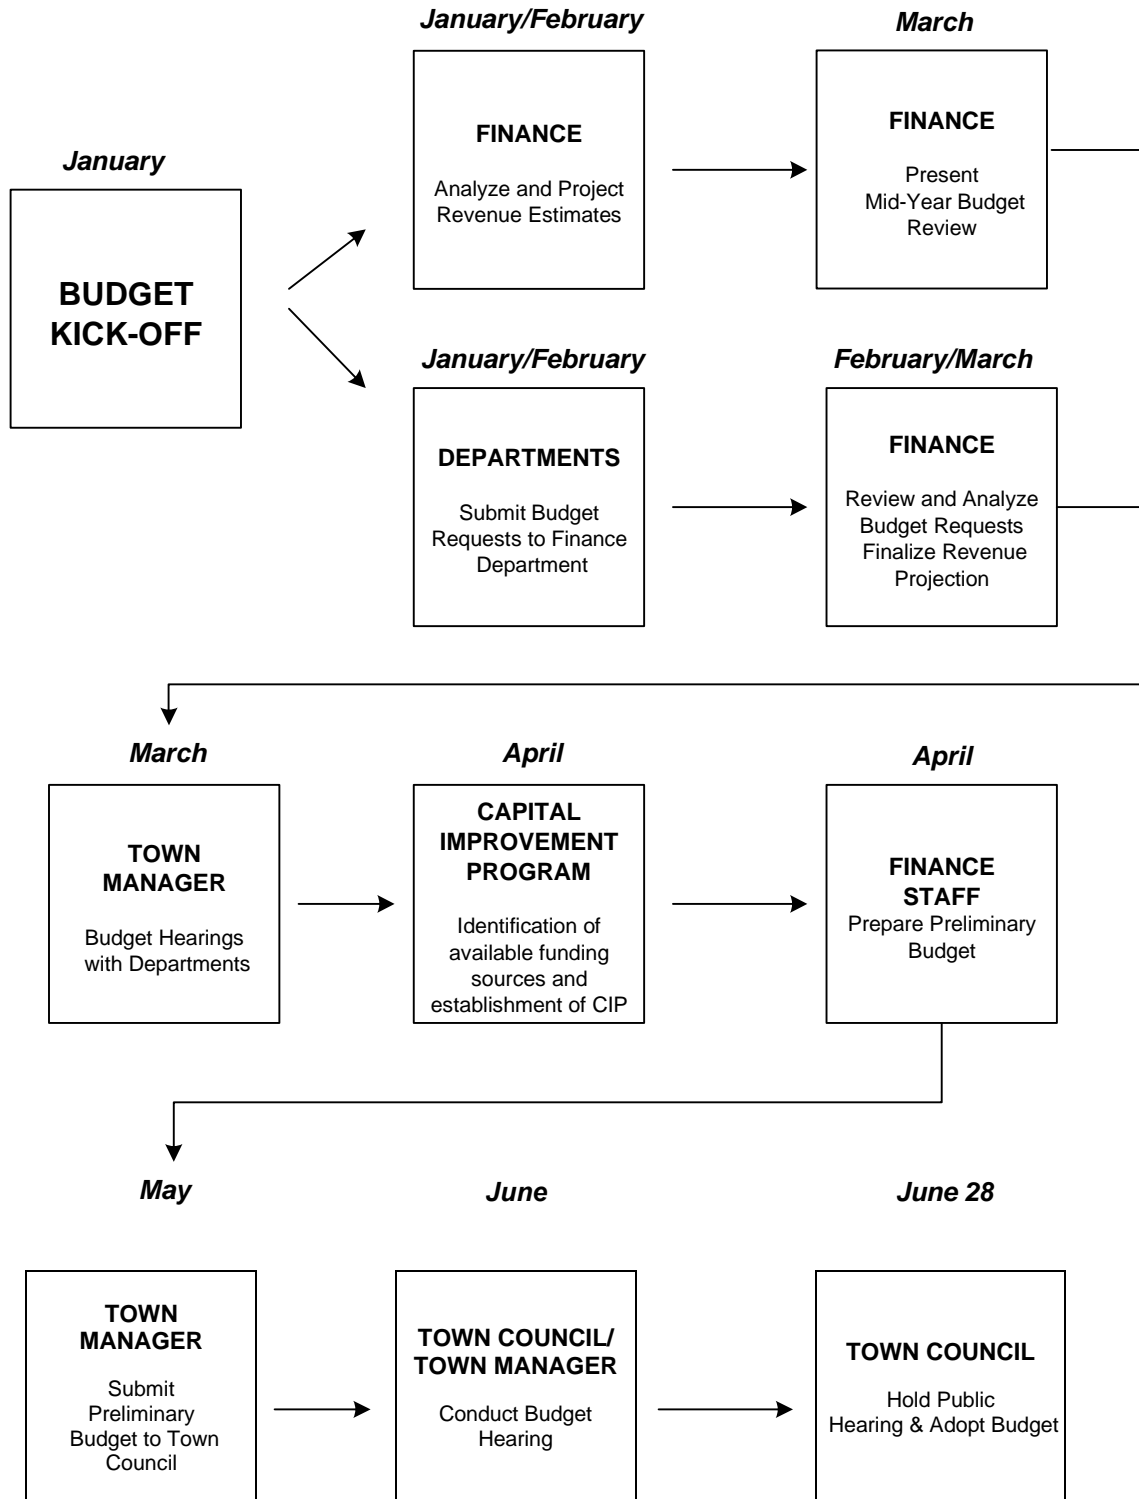 January/February
March
FINANCE
Analyze and Project
Revenue Estimates
FINANCE
Present
Mid-Year Budget
Review
January
BUDGET
KICK-OFF
January/February
February/March
DEPARTMENTS
Submit Budget
Requests to Finance
Department
FINANCE
Review and Analyze
Budget Requests
Finalize Revenue
Projection
March
April
April
TOWN
MANAGER
Budget Hearings
with Departments
CAPITAL
IMPROVEMENT
PROGRAM
Identification of
available funding
sources and
establishment of CIP
FINANCE
STAFF
Prepare Preliminary
Budget
May
June
June 28
TOWN
MANAGER
Submit
Preliminary
Budget to Town
Council
TOWN COUNCIL/
TOWN MANAGER
Conduct Budget
Hearing
TOWN COUNCIL
Hold Public
Hearing & Adopt Budget